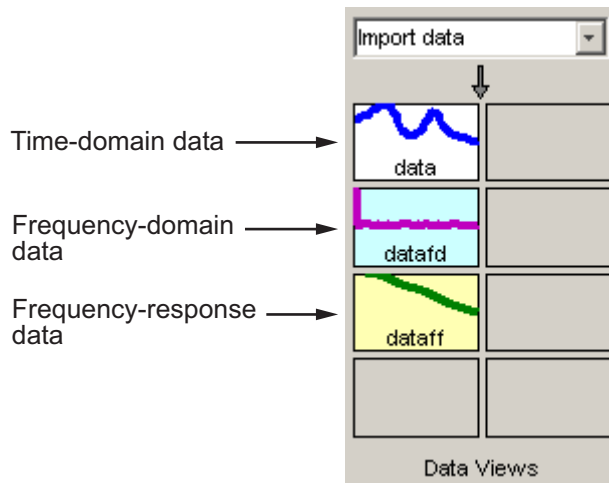 Import data
Time-domain data
data
Frequency-domain
data
datafd
Frequency-response
data
dataff
Data Views